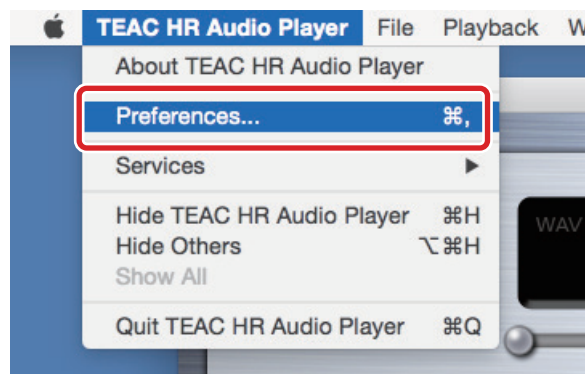 TEAC HR Audio Player File Playback W
About TEAC HR Audio Player
Preferences... ⌘,
Services ▶
Hide TEAC HR Audio Player ⌘H
Hide Others ⌥⌘H
Show All
Quit TEAC HR Audio Player ⌘Q
WAV